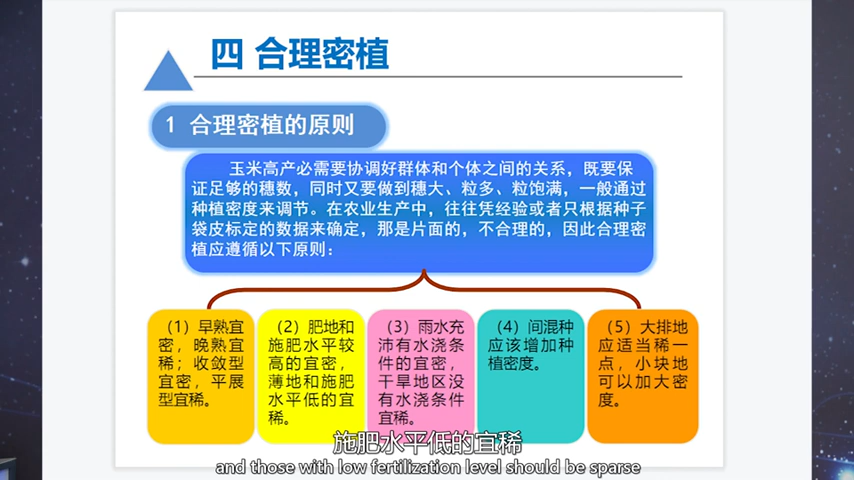 四 合理密植
1 合理密植的原则
玉米高产必需要协调好群体和个体之间的关系，既要保
证足够的穗数，同时又要做到穗大、粒多、粒饱满，一般通过
种植密度来调节。在农业生产中，往往凭经验或者只根据种子
袋皮标定的数据来确定，那是片面的，不合理的，因此合理密
植应遵循以下原则：
（1）早熟宜
密，晚熟宜
稀；收敛型
宜密，平展
型宜稀。
（2）肥地和
施肥水平较
高的宜密，
薄地和施肥
水平低的宜
稀。
（3）雨水充
沛有水浇条
件的宜密，
干旱地区没
有水浇条件
宜稀。
（4）间混种
应该增加种
植密度。
（5）大排地
应适当稀一
点，小块地
可以加大密
度。
施肥水平低的宜稀
and those with low fertilization level should be sparse